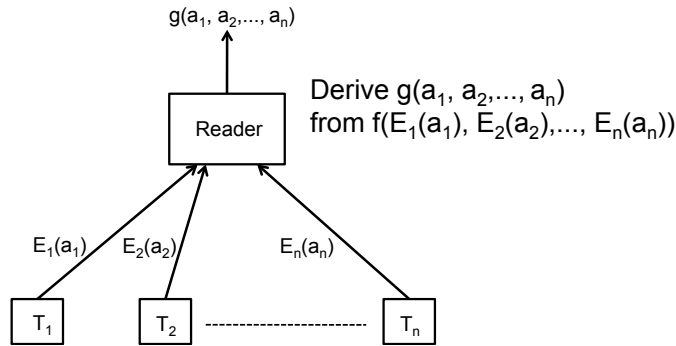 g(a₁, a₂,..., aₙ)
Reader
Derive g(a₁, a₂,..., aₙ)
from f(E₁(a₁), E₂(a₂),..., Eₙ(aₙ))
E₁(a₁)
E₂(a₂)
Eₙ(aₙ)
T₁
T₂
Tₙ